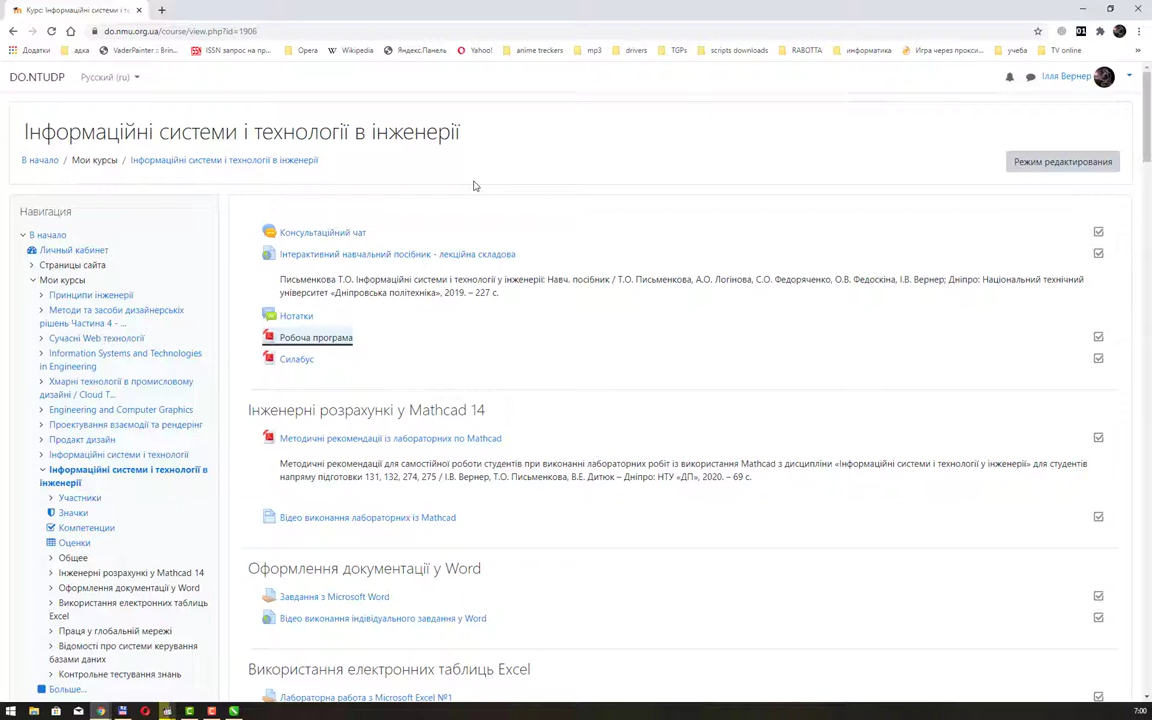 Курс: Інформаційні системи і т
do.nmu.org.ua/course/view.php?id=1906
Додатки адка VaderPainter :: Brin... ISSN запрос на пр... Opera Wikipedia Яндекс.Панель Yahoo! anime treckers mp3 drivers TGPs scripts downloads RABOTTA информатика Игра через прокси... учеба TV online
DO.NTUDP Русский (ru) Ілля Вернер
Інформаційні системи і технології в інженерії
В начало / Мои курсы / Інформаційні системи і технології в інженерії
Режим редактирования
Навигация
В начало
Личный кабинет
Страницы сайта
Мои курсы
Принципи інженерії
Методи та засоби дизайнерських
рішень Частина 4 - ...
Сучасні Web технології
Information Systems and Technologies
in Engineering
Хмарні технології в промисловому
дизайні / Cloud T...
Engineering and Computer Graphics
Проектування взаємодії та рендерінг
Продакт дизайн
Інформаційні системи і технології
Інформаційні системи і технології в
інженерії
Участники
Значки
Компетенции
Оценки
Общее
Інженерні розрахункі у Mathcad 14
Оформлення документації у Word
Використання електронних таблиць
Excel
Праця у глобальній мережі
Відомості про системи керування
базами даних
Контрольне тестування знань
Больше...
Консультаційний чат
Інтерактивний навчальний посібник - лекційна складова
Письменкова Т.О. Інформаційні системи і технології у інженерії: Навч. посібник / Т.О. Письменкова, А.О. Логінова, С.О. Федоряченко, О.В. Федоскіна, І.В. Вернер; Дніпро: Національний технічний
університет «Дніпровська політехніка», 2019. – 227 с.
Нотатки
Робоча програма
Силабус
Інженерні розрахункі у Mathcad 14
Методичні рекомендації із лабораторних по Mathcad
Методичні рекомендації для самостійної роботи студентів при виконанні лабораторних робіт із використання Mathcad з дисципліни «Інформаційні системи і технології у інженерії» для студентів
напряму підготовки 131, 132, 274, 275 / І.В. Вернер, Т.О. Письменкова, В.Е. Дитюк – Дніпро: НТУ «ДП», 2020. – 69 с.
Відео виконання лабораторних із Mathcad
Оформлення документації у Word
Завдання з Microsoft Word
Відео виконання індівідуального завдання у Word
Використання електронних таблиць Excel
Лабораторна работа з Microsoft Excel №1
7:00